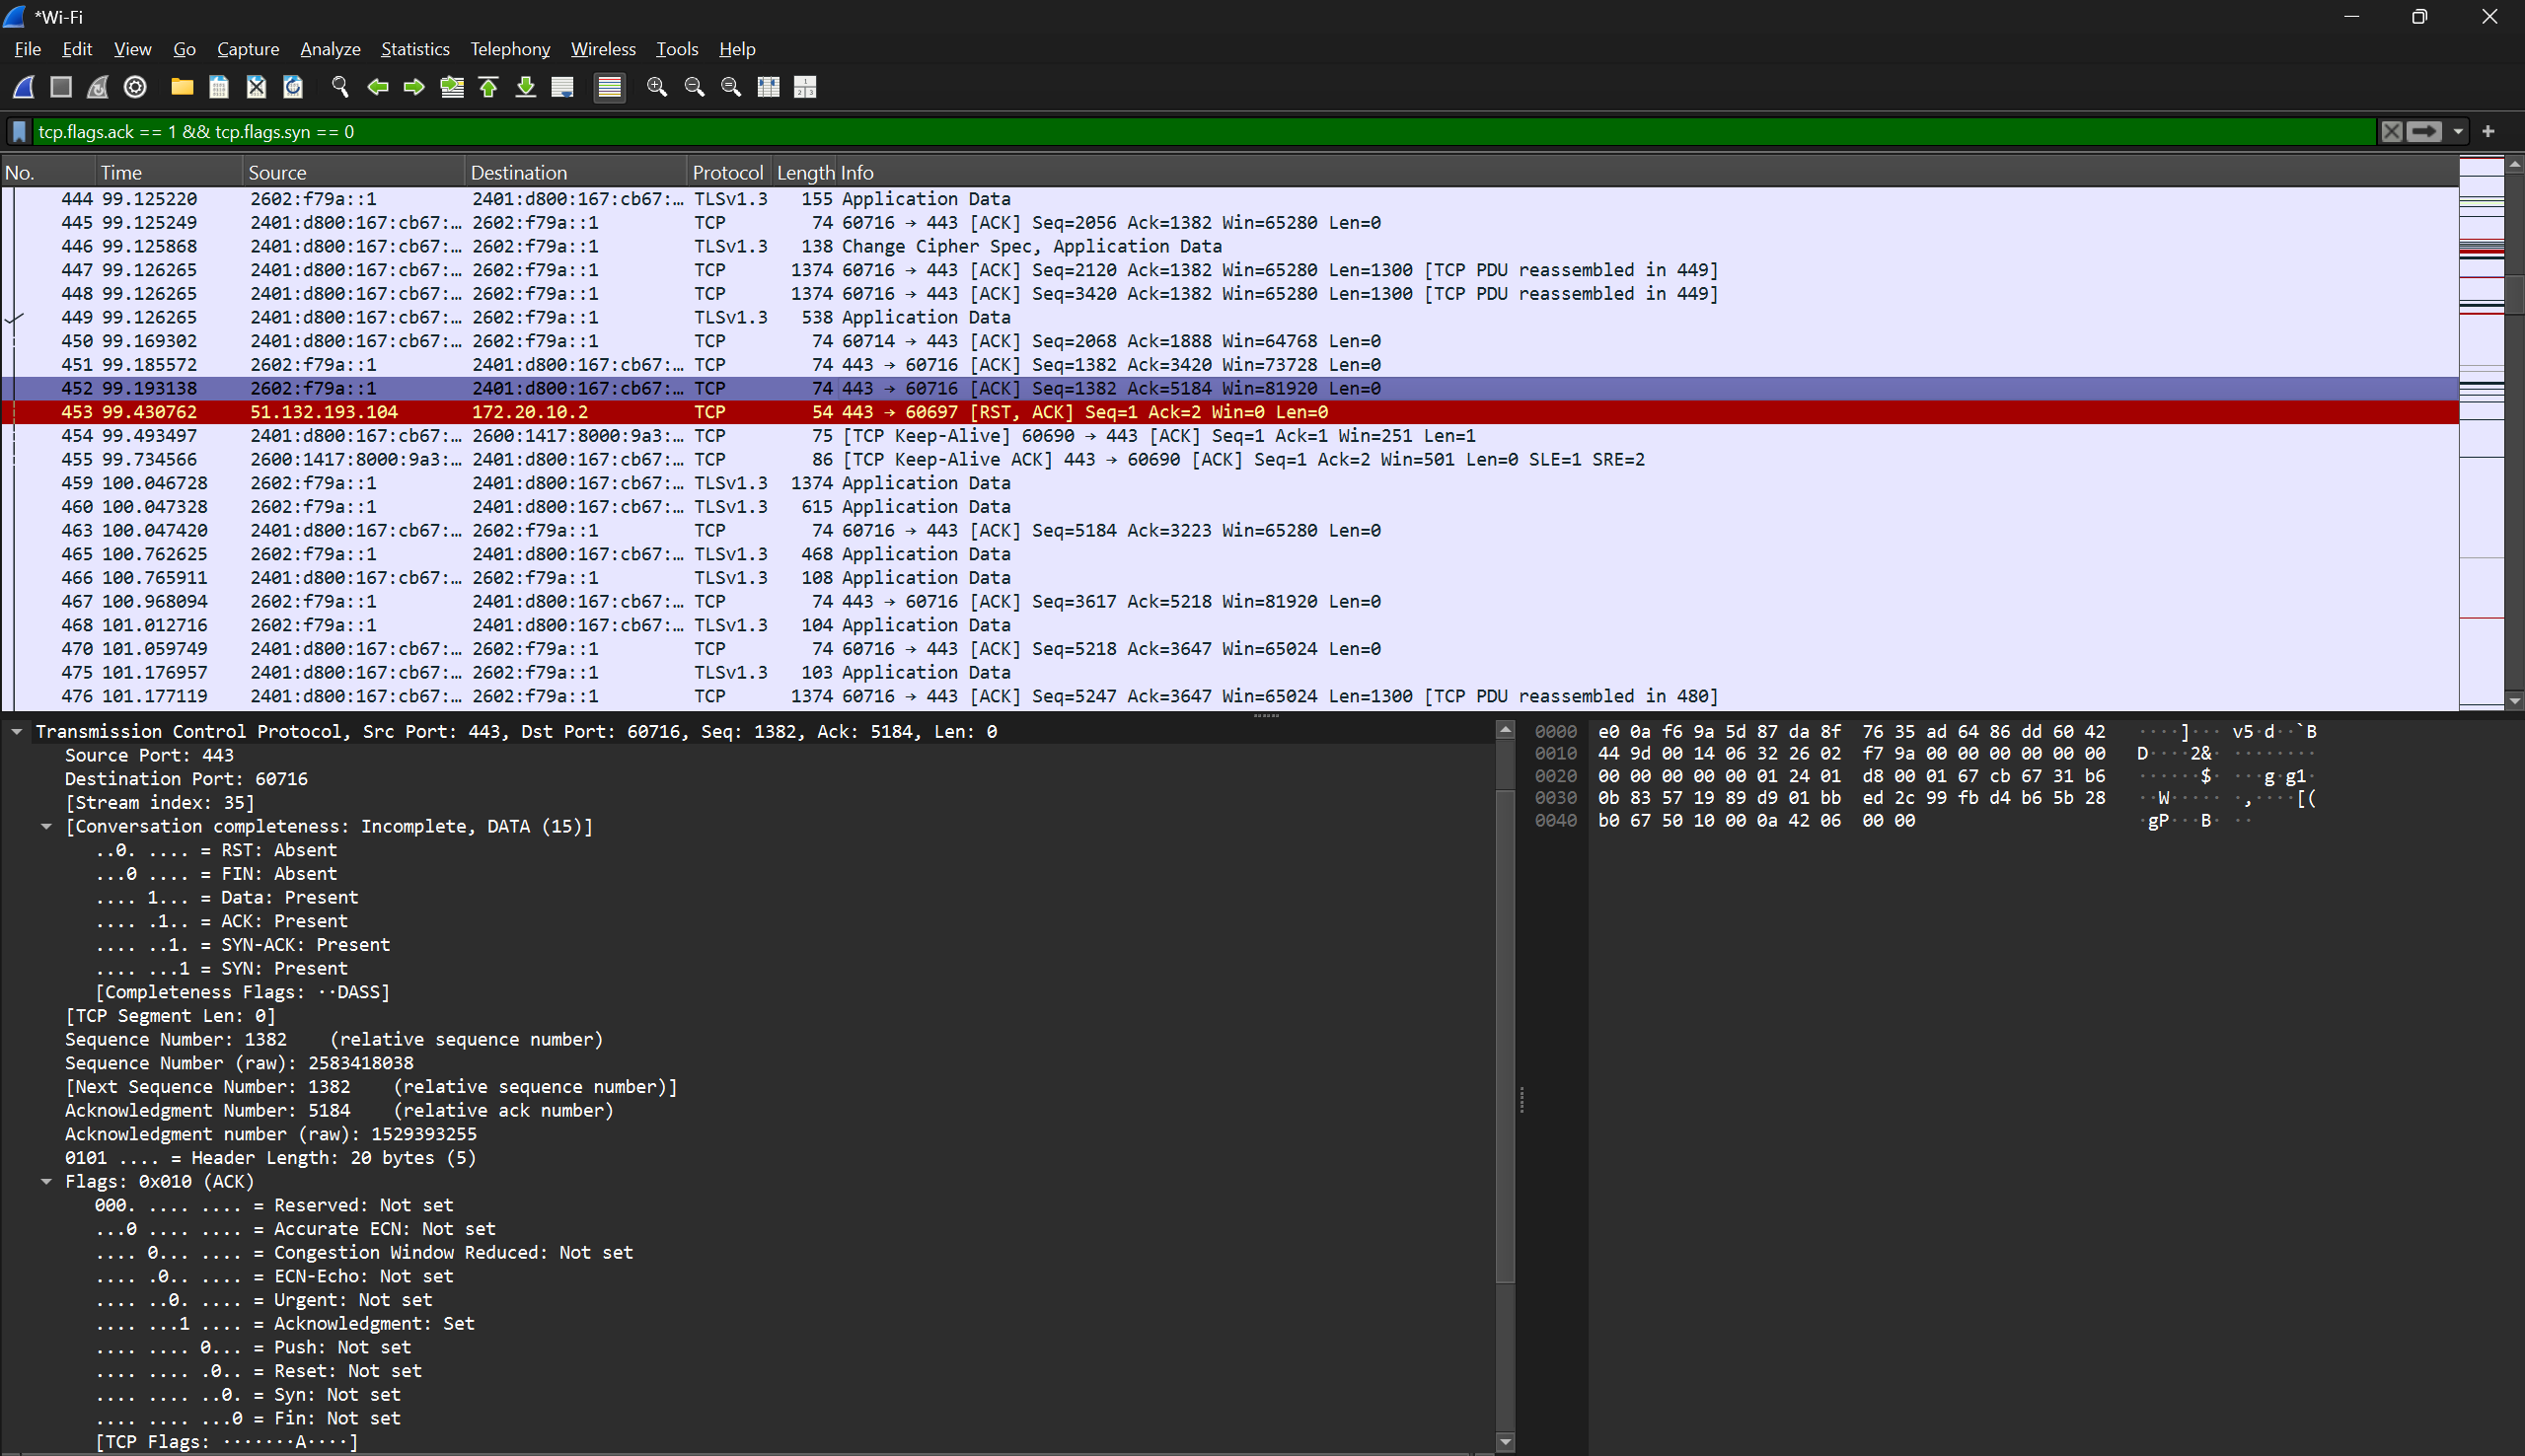 *Wi-Fi
File Edit View Go Capture Analyze Statistics Telephony Wireless Tools Help
tcp.flags.ack == 1 && tcp.flags.syn == 0
No. Time Source Destination Protocol Length Info
444 99.125220 2602:f79a::1 2401:d800:167:cb67:… TLSv1.3 155 Application Data
445 99.125249 2401:d800:167:cb67:… 2602:f79a::1 TCP 74 60716 → 443 [ACK] Seq=2056 Ack=1382 Win=65280 Len=0
446 99.125868 2401:d800:167:cb67:… 2602:f79a::1 TLSv1.3 138 Change Cipher Spec, Application Data
447 99.126265 2401:d800:167:cb67:… 2602:f79a::1 TCP 1374 60716 → 443 [ACK] Seq=2120 Ack=1382 Win=65280 Len=1300 [TCP PDU reassembled in 449]
448 99.126265 2401:d800:167:cb67:… 2602:f79a::1 TCP 1374 60716 → 443 [ACK] Seq=3420 Ack=1382 Win=65280 Len=1300 [TCP PDU reassembled in 449]
449 99.126265 2401:d800:167:cb67:… 2602:f79a::1 TLSv1.3 538 Application Data
450 99.169302 2401:d800:167:cb67:… 2602:f79a::1 TCP 74 60714 → 443 [ACK] Seq=2068 Ack=1888 Win=64768 Len=0
451 99.185572 2602:f79a::1 2401:d800:167:cb67:… TCP 74 443 → 60716 [ACK] Seq=1382 Ack=3420 Win=73728 Len=0
452 99.193138 2602:f79a::1 2401:d800:167:cb67:… TCP 74 443 → 60716 [ACK] Seq=1382 Ack=5184 Win=81920 Len=0
453 99.430762 51.132.193.104 172.20.10.2 TCP 54 443 → 60697 [RST, ACK] Seq=1 Ack=2 Win=0 Len=0
454 99.493497 2401:d800:167:cb67:… 2600:1417:8000:9a3:… TCP 75 [TCP Keep-Alive] 60690 → 443 [ACK] Seq=1 Ack=1 Win=251 Len=1
455 99.734566 2600:1417:8000:9a3:… 2401:d800:167:cb67:… TCP 86 [TCP Keep-Alive ACK] 443 → 60690 [ACK] Seq=1 Ack=2 Win=501 Len=0 SLE=1 SRE=2
459 100.046728 2602:f79a::1 2401:d800:167:cb67:… TLSv1.3 1374 Application Data
460 100.047328 2602:f79a::1 2401:d800:167:cb67:… TLSv1.3 615 Application Data
463 100.047420 2401:d800:167:cb67:… 2602:f79a::1 TCP 74 60716 → 443 [ACK] Seq=5184 Ack=3223 Win=65280 Len=0
465 100.762625 2602:f79a::1 2401:d800:167:cb67:… TLSv1.3 468 Application Data
466 100.765911 2401:d800:167:cb67:… 2602:f79a::1 TLSv1.3 108 Application Data
467 100.968094 2602:f79a::1 2401:d800:167:cb67:… TCP 74 443 → 60716 [ACK] Seq=3617 Ack=5218 Win=81920 Len=0
468 101.012716 2602:f79a::1 2401:d800:167:cb67:… TLSv1.3 104 Application Data
470 101.059749 2401:d800:167:cb67:… 2602:f79a::1 TCP 74 60716 → 443 [ACK] Seq=5218 Ack=3647 Win=65024 Len=0
475 101.176957 2401:d800:167:cb67:… 2602:f79a::1 TLSv1.3 103 Application Data
476 101.177119 2401:d800:167:cb67:… 2602:f79a::1 TCP 1374 60716 → 443 [ACK] Seq=5247 Ack=3647 Win=65024 Len=1300 [TCP PDU reassembled in 480]
Transmission Control Protocol, Src Port: 443, Dst Port: 60716, Seq: 1382, Ack: 5184, Len: 0
Source Port: 443
Destination Port: 60716
[Stream index: 35]
[Conversation completeness: Incomplete, DATA (15)]
..0. .... = RST: Absent
...0 .... = FIN: Absent
.... 1... = Data: Present
.... .1.. = ACK: Present
.... ..1. = SYN-ACK: Present
.... ...1 = SYN: Present
[Completeness Flags: ··DASS]
[TCP Segment Len: 0]
Sequence Number: 1382 (relative sequence number)
Sequence Number (raw): 2583418038
[Next Sequence Number: 1382 (relative sequence number)]
Acknowledgment Number: 5184 (relative ack number)
Acknowledgment number (raw): 1529393255
0101 .... = Header Length: 20 bytes (5)
Flags: 0x010 (ACK)
000. .... .... = Reserved: Not set
...0 .... .... = Accurate ECN: Not set
.... 0... .... = Congestion Window Reduced: Not set
.... .0.. .... = ECN-Echo: Not set
.... ..0. .... = Urgent: Not set
.... ...1 .... = Acknowledgment: Set
.... .... 0... = Push: Not set
.... .... .0.. = Reset: Not set
.... .... ..0. = Syn: Not set
.... .... ...0 = Fin: Not set
[TCP Flags: ·······A····]
0000 e0 0a f6 9a 5d 87 da 8f 76 35 ad 64 86 dd 60 42 ····]··· v5·d··`B
0010 44 9d 00 14 06 32 26 02 f7 9a 00 00 00 00 00 00 D····2&· ········
0020 00 00 00 00 00 01 24 01 d8 00 01 67 cb 67 31 b6 ······$· ···g·g1·
0030 0b 83 57 19 89 d9 01 bb ed 2c 99 fb d4 b6 5b 28 ··W····· ·,····[(
0040 b0 67 50 10 00 0a 42 06 00 00 ·gP···B· ··